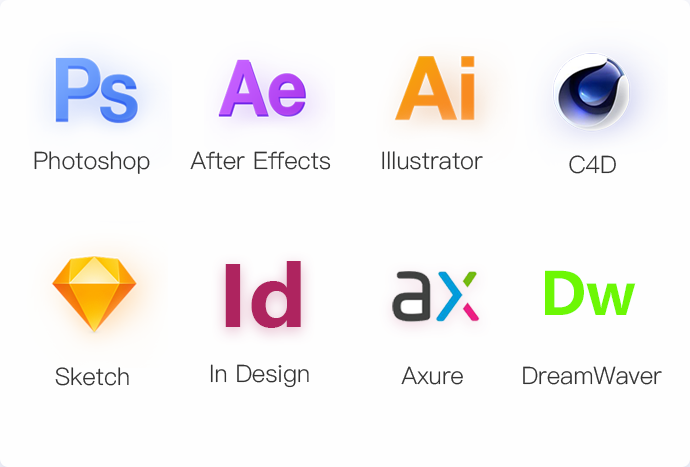 Ps Ae Ai
Photoshop After Effects Illustrator C4D
Id ax Dw
Sketch In Design Axure DreamWaver